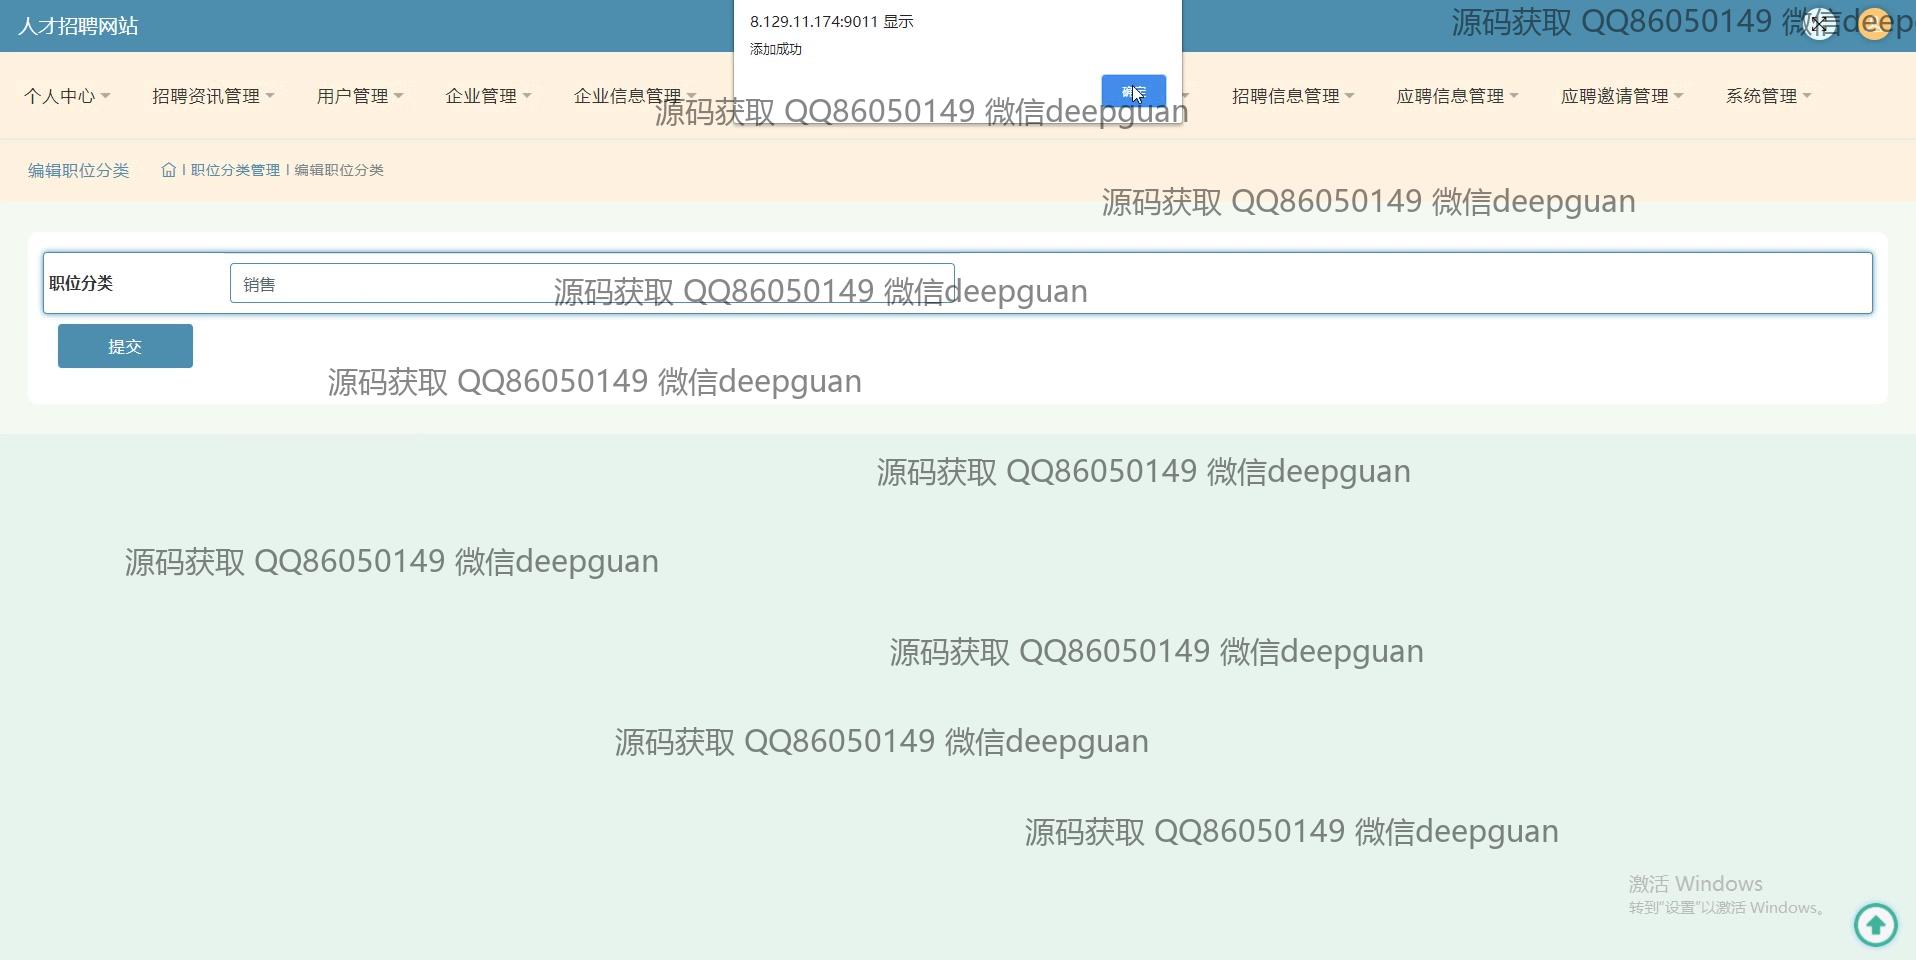 人才招聘网站
8.129.11.174:9011 显示
添加成功
确定
源码获取 QQ86050149 微信deep
个人中心 招聘资讯管理 用户管理 企业管理 企业信息管理 招聘信息管理 应聘信息管理 应聘邀请管理 系统管理
源码获取 QQ86050149 微信deepguan
编辑职位分类 职位分类管理 编辑职位分类
源码获取 QQ86050149 微信deepguan
职位分类 销售
源码获取 QQ86050149 微信deepguan
提交
源码获取 QQ86050149 微信deepguan
源码获取 QQ86050149 微信deepguan
源码获取 QQ86050149 微信deepguan
源码获取 QQ86050149 微信deepguan
源码获取 QQ86050149 微信deepguan
源码获取 QQ86050149 微信deepguan
激活 Windows
转到"设置"以激活 Windows。